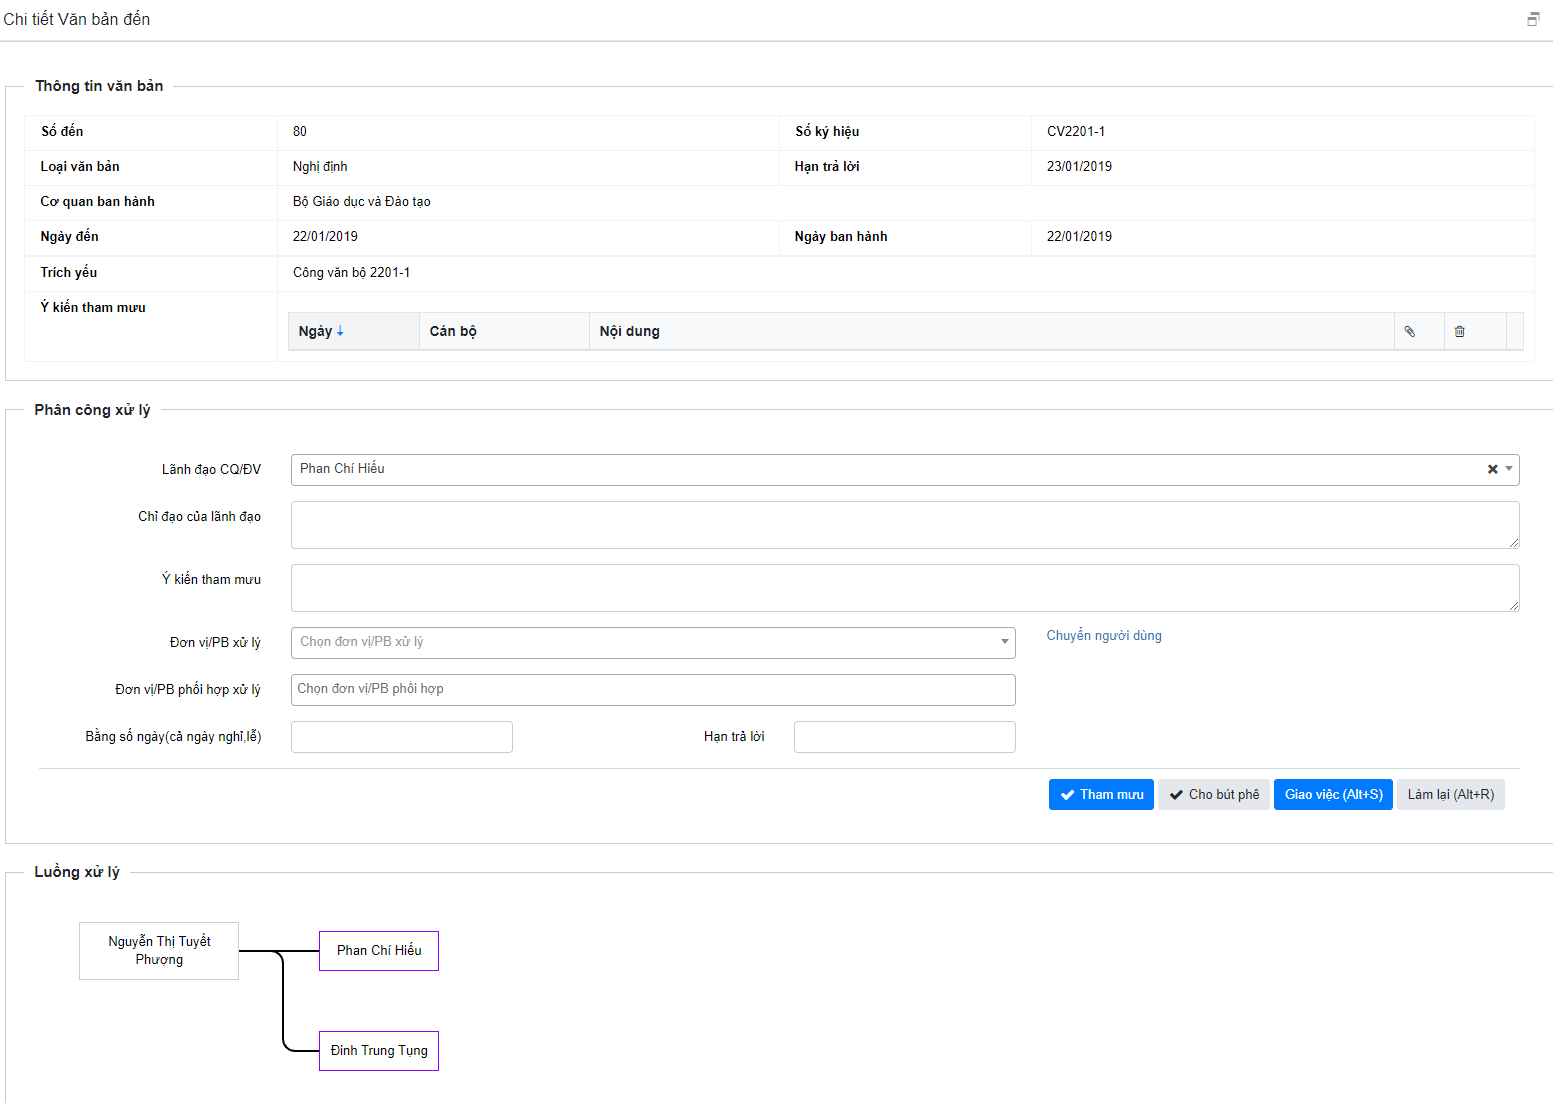 Chi tiết Văn bản đến
Thông tin văn bản
Số đến 80 Số ký hiệu CV2201-1
Loại văn bản Nghị định Hạn trả lời 23/01/2019
Cơ quan ban hành Bộ Giáo dục và Đào tạo
Ngày đến 22/01/2019 Ngày ban hành 22/01/2019
Trích yếu Công văn bộ 2201-1
Ý kiến tham mưu
Ngày Cán bộ Nội dung
Phân công xử lý
Lãnh đạo CQ/ĐV Phan Chí Hiếu
Chỉ đạo của lãnh đạo
Ý kiến tham mưu
Đơn vị/PB xử lý Chọn đơn vị/PB xử lý Chuyển người dùng
Đơn vị/PB phối hợp xử lý Chọn đơn vị/PB phối hợp
Bằng số ngày(cả ngày nghỉ,lễ) Hạn trả lời
Tham mưu Cho bút phê Giao việc (Alt+S) Làm lại (Alt+R)
Luồng xử lý
Nguyễn Thị Tuyết
Phượng
Phan Chí Hiếu
Đinh Trung Tụng